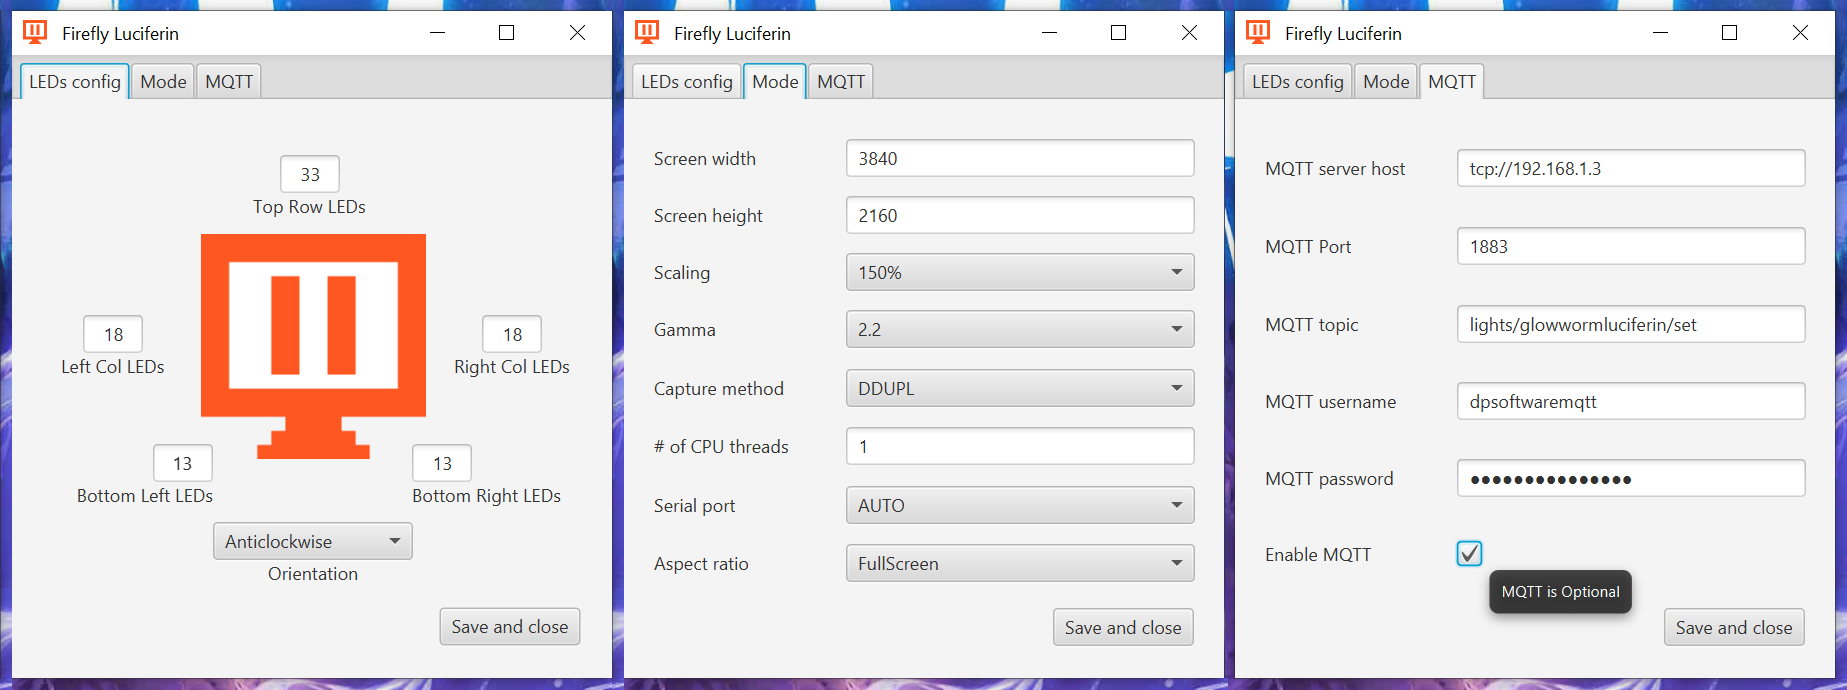 Firefly Luciferin
LEDs config Mode MQTT
33
Top Row LEDs
18
Left Col LEDs
18
Right Col LEDs
13
Bottom Left LEDs
13
Bottom Right LEDs
Anticlockwise
Orientation
Save and close
Firefly Luciferin
LEDs config Mode MQTT
Screen width 3840
Screen height 2160
Scaling 150%
Gamma 2.2
Capture method DDUPL
# of CPU threads 1
Serial port AUTO
Aspect ratio FullScreen
Save and close
Firefly Luciferin
LEDs config Mode MQTT
MQTT server host tcp://192.168.1.3
MQTT Port 1883
MQTT topic lights/glowwormluciferin/set
MQTT username dpsoftwaremqtt
MQTT password ●●●●●●●●●●●●●●●
Enable MQTT
MQTT is Optional
Save and close